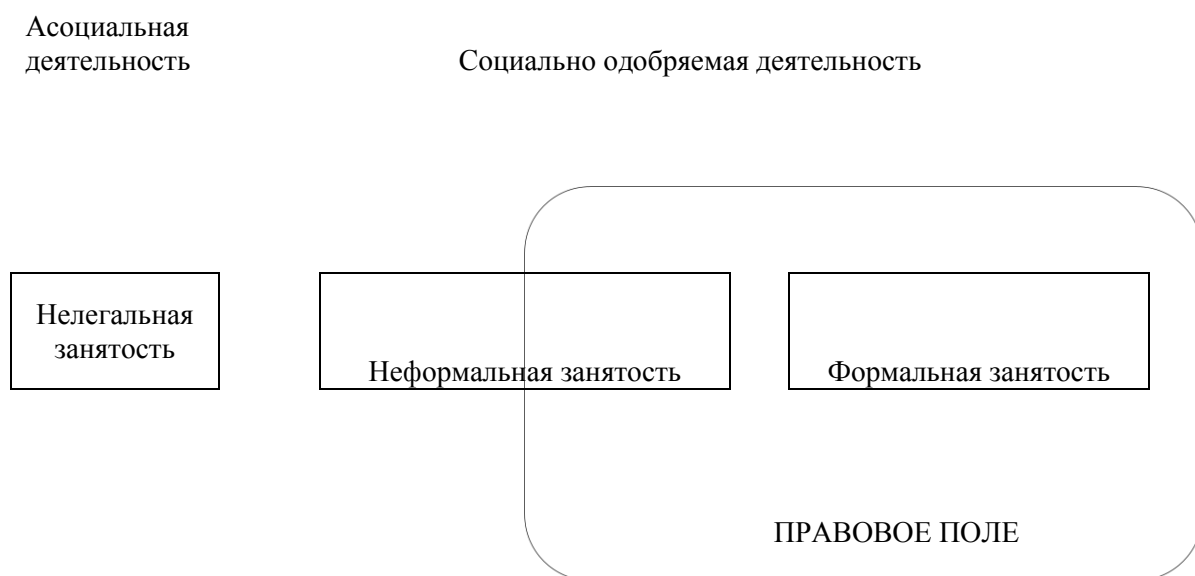 Асоциальная
деятельность
Социально одобряемая деятельность
Нелегальная
занятость
Неформальная занятость
Формальная занятость
ПРАВОВОЕ ПОЛЕ